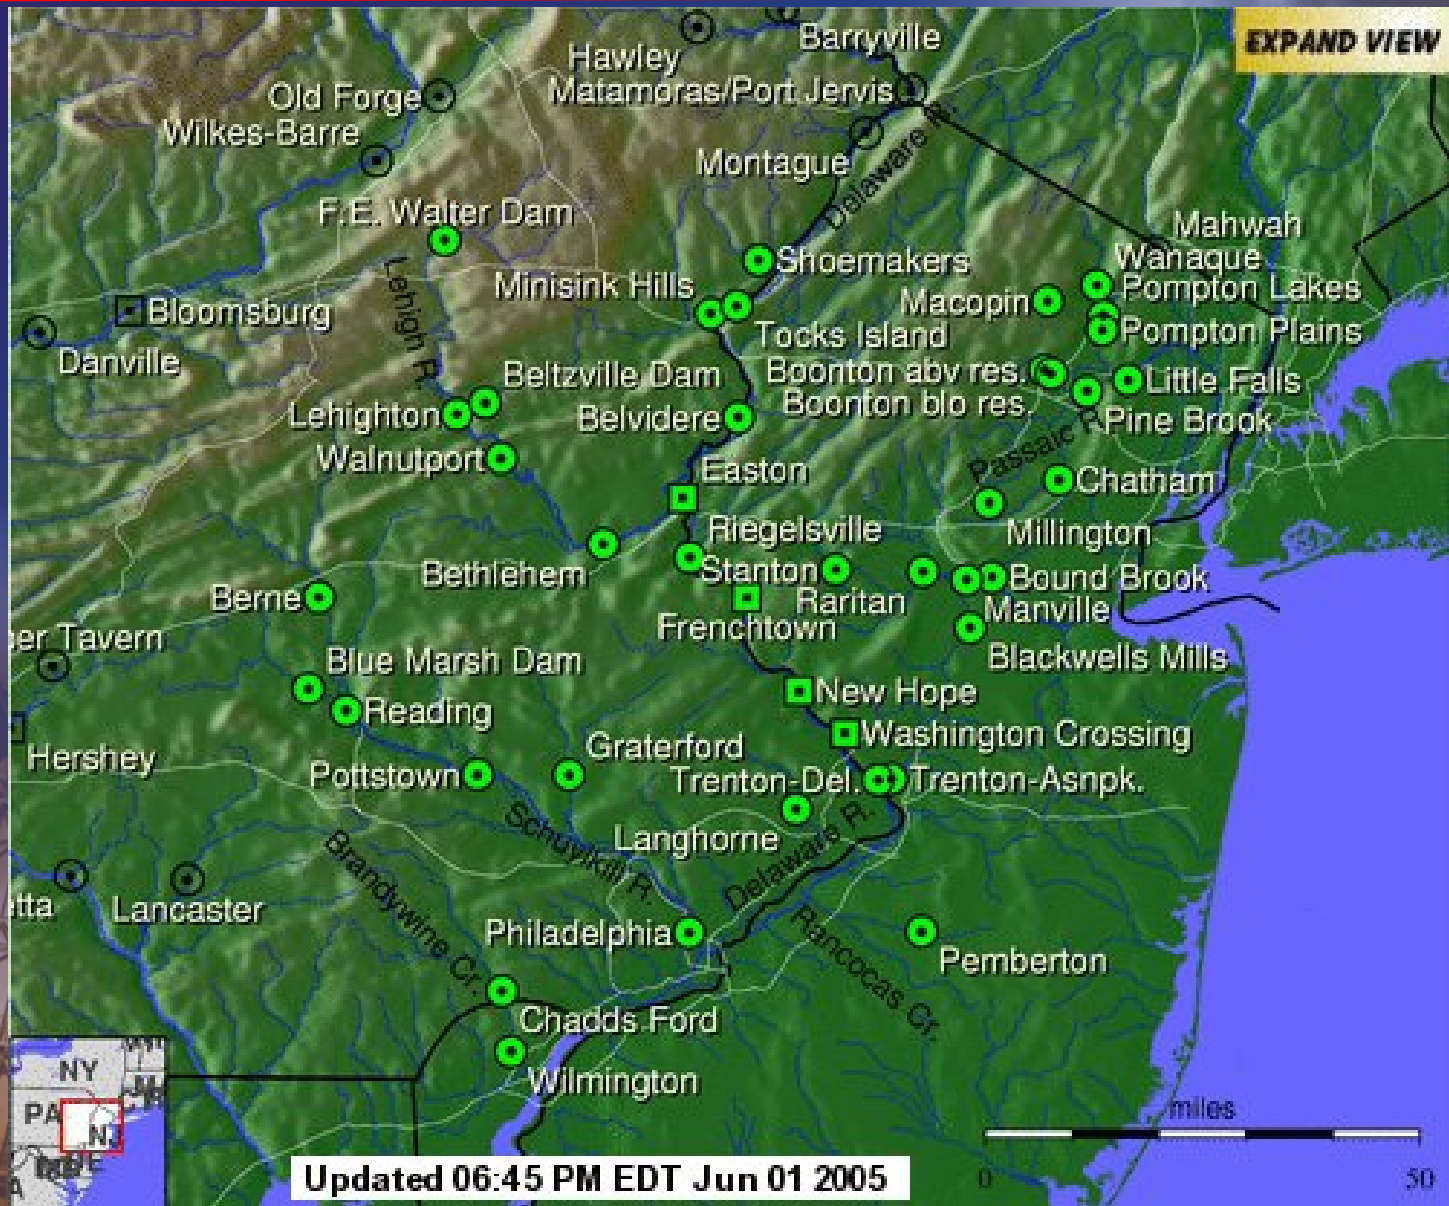 Barryville
EXPAND VIEW
Hawley
Old Forge
Matamoras/Port Jervis
Wilkes-Barre
Montague
Delaware R.
F.E. Walter Dam
Mahwah
Shoemakers
Wanaque
Lehigh R.
Minisink Hills
Pompton Lakes
Macopin
Bloomsburg
Tocks Island
Pompton Plains
Danville
Beltzville Dam
Boonton abv res.
Little Falls
Boonton blo res.
Lehighton
Belvidere
Pine Brook
Passaic R.
Walnutport
Easton
Chatham
Riegelsville
Millington
Bethlehem
Stanton
Bound Brook
Berne
Raritan
Manville
Frenchtown
er Tavern
Blackwells Mills
Blue Marsh Dam
New Hope
Reading
Washington Crossing
Hershey
Graterford
Pottstown
Trenton-Del.
Trenton-Asnpk.
Langhorne
Schuylkill R.
Delaware R.
Brandywine Cr.
tta
Lancaster
Philadelphia
Rancocas Cr.
Pemberton
Chadds Ford
NY
Wilmington
PA
NJ
miles
0
50
Updated 06:45 PM EDT Jun 01 2005